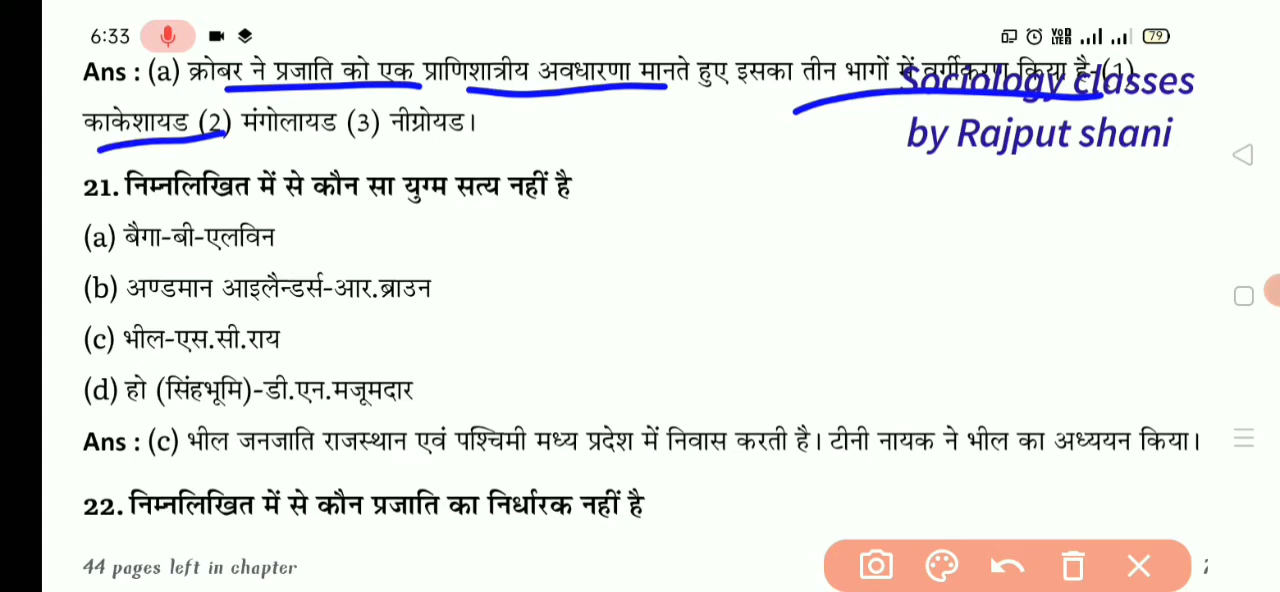 6:33
VoD LTEB 79
Ans : (a) क्रोबर ने प्रजाति को एक प्राणिशात्रीय अवधारणा मानते हुए इसका तीन भागों में वर्गीकरण किया है-(1)
Sociology classes
काकेशायड (2) मंगोलायड (3) नीग्रोयड।
by Rajput shani
21. निम्नलिखित में से कौन सा युग्म सत्य नहीं है
(a) बैगा-बी-एलविन
(b) अण्डमान आइलैन्डर्स-आर.ब्राउन
(c) भील-एस.सी.राय
(d) हो (सिंहभूमि)-डी.एन.मजूमदार
Ans : (c) भील जनजाति राजस्थान एवं पश्चिमी मध्य प्रदेश में निवास करती है। टीनी नायक ने भील का अध्ययन किया।
22. निम्नलिखित में से कौन प्रजाति का निर्धारक नहीं है
44 pages left in chapter